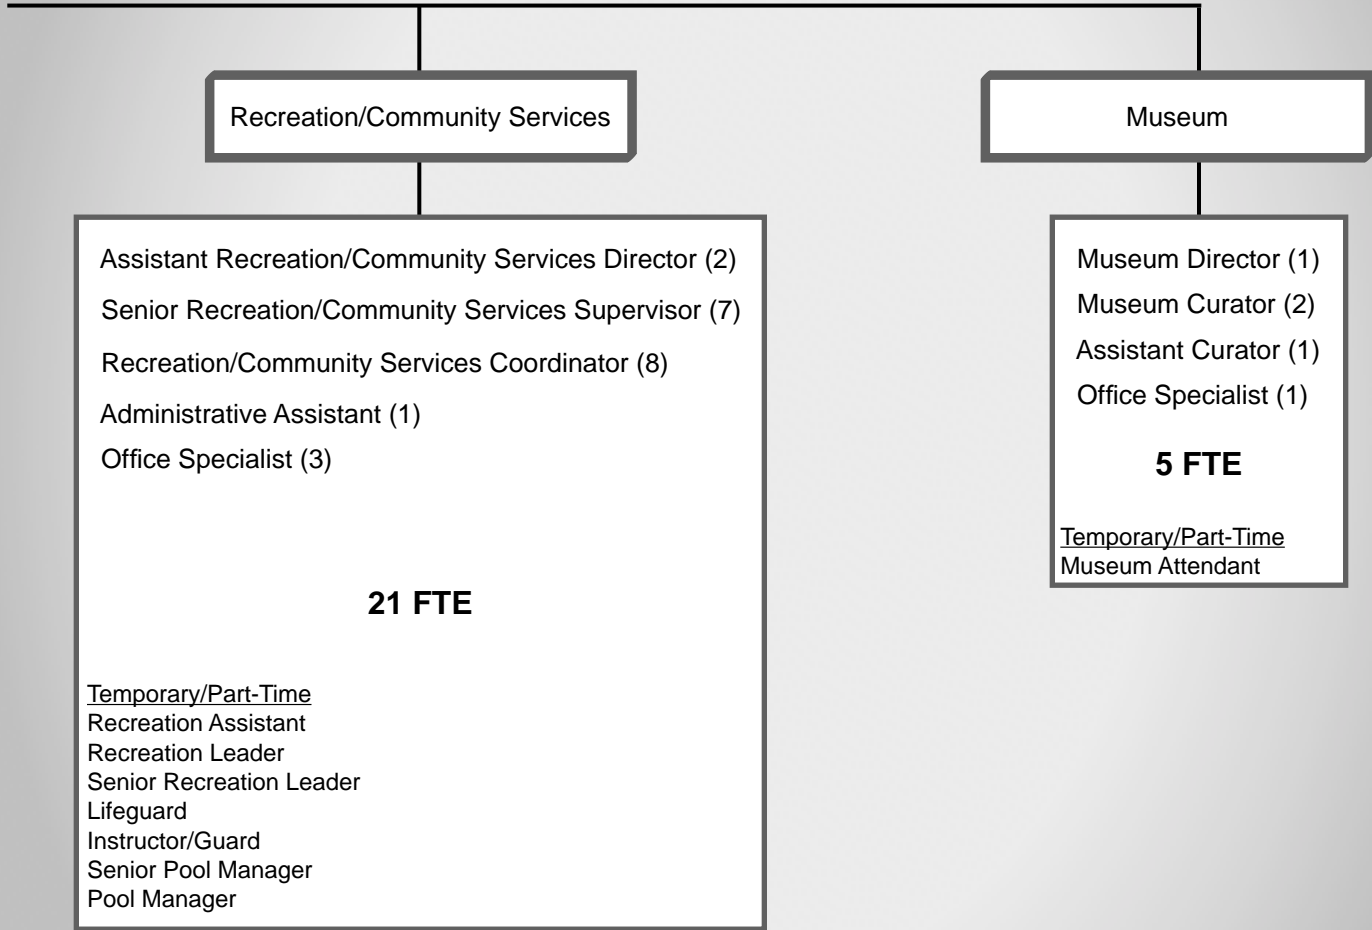 Recreation/Community Services
Assistant Recreation/Community Services Director (2)
Senior Recreation/Community Services Supervisor (7)
Recreation/Community Services Coordinator (8)
Administrative Assistant (1)
Office Specialist (3)
21 FTE
Temporary/Part-Time
Recreation Assistant
Recreation Leader
Senior Recreation Leader
Lifeguard
Instructor/Guard
Senior Pool Manager
Pool Manager
Museum
Museum Director (1)
Museum Curator (2)
Assistant Curator (1)
Office Specialist (1)
5 FTE
Temporary/Part-Time
Museum Attendant